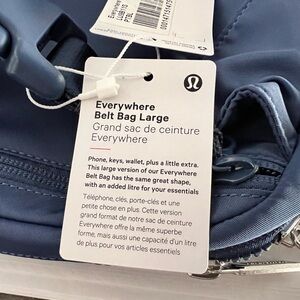 Everywhere
LU9B11S
PTBL
Everywhere
Belt Bag Large
Grand sac de ceinture
Everywhere
Phone, keys, wallet, plus a little extra.
This large version of our Everywhere
Belt Bag has the same great shape,
with an added litre for your essentials
Téléphone, clés, porte-clés et une
petite chose en plus. Cette version
grand format de notre sac de ceinture
Everywhere offre la même superbe
forme, mais aussi une capacité d'un litre
de plus pour vos articles essentiels